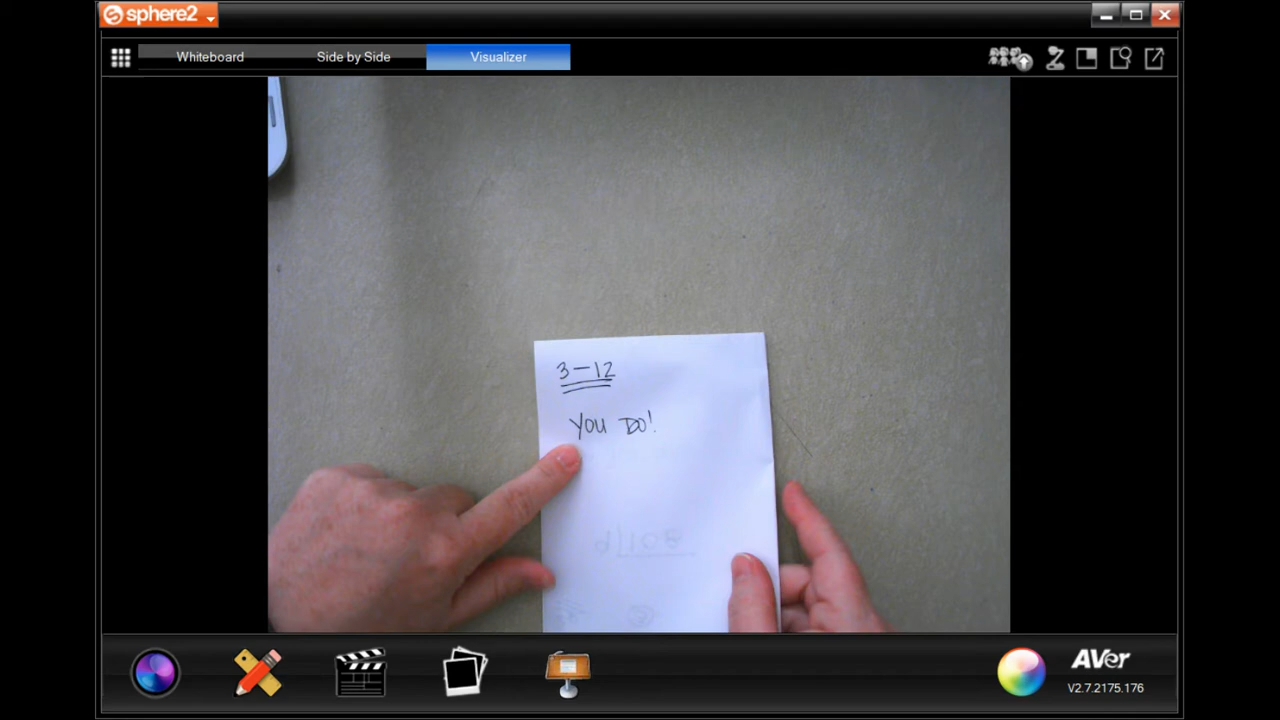 sphere2
Whiteboard
Side by Side
Visualizer
3-12
YOU DO!
AVer
V2.7.2175.176